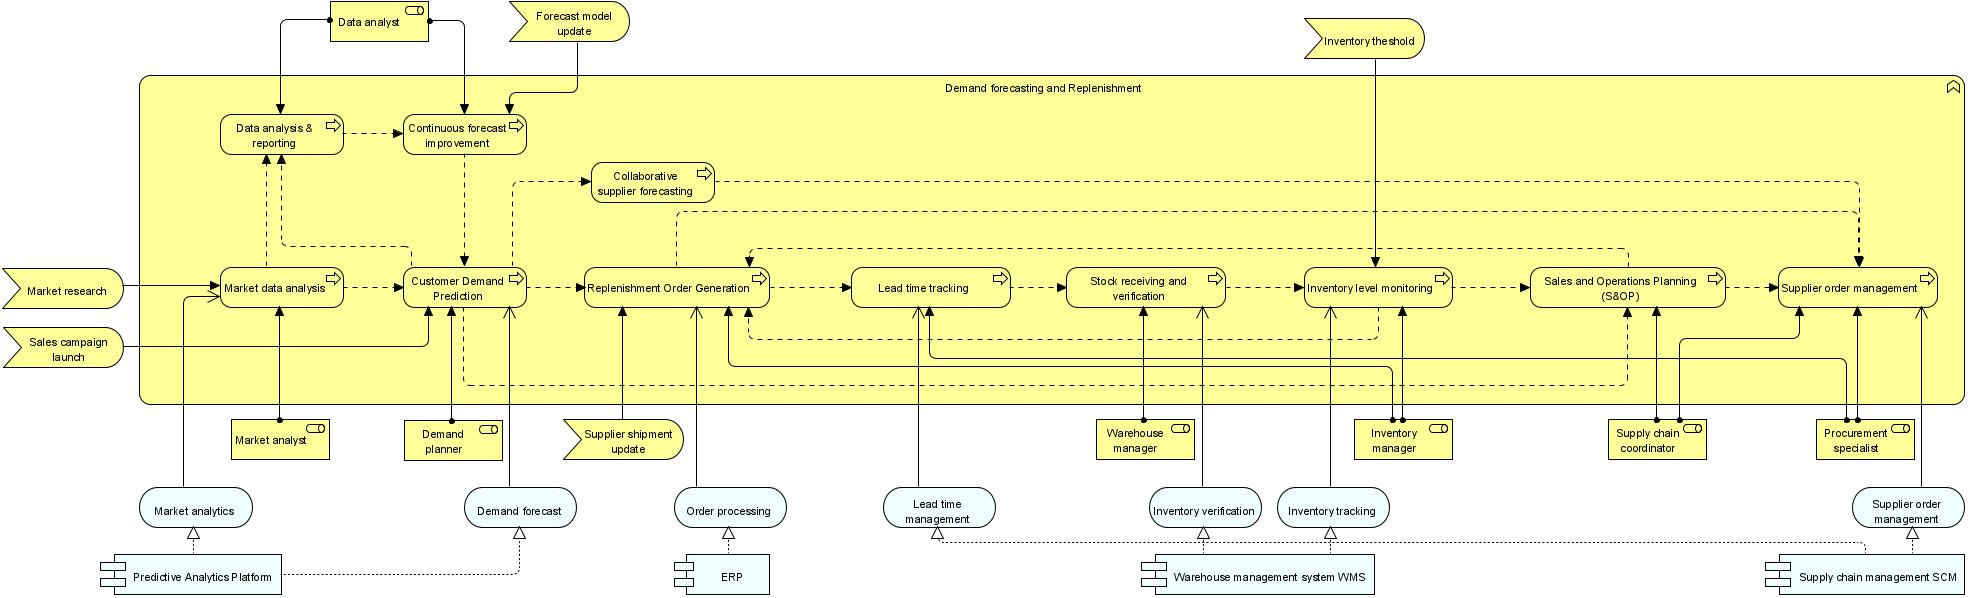 Data analyst
Forecast model
update
Inventory theshold
Demand forecasting and Replenishment
Data analysis &
reporting
Continuous forecast
improvement
Collaborative
supplier forecasting
Market research
Market data analysis
Customer Demand
Prediction
Replenishment Order Generation
Lead time tracking
Stock receiving and
verification
Inventory level monitoring
Sales and Operations Planning
(S&OP)
Supplier order management
Sales campaign
launch
Market analyst
Demand
planner
Supplier shipment
update
Warehouse
manager
Inventory
manager
Supply chain
coordinator
Procurement
specialist
Market analytics
Demand forecast
Order processing
Lead time
management
Inventory verification
Inventory tracking
Supplier order
management
Predictive Analytics Platform
ERP
Warehouse management system WMS
Supply chain management SCM